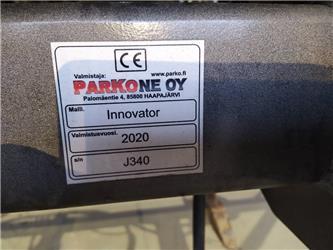 CE
Valmistaja: www.parko.fi
PARKONE OY
Palomäentie 4, 85800 HAAPAJÄRVI
Malli.
Innovator
Valmistusvuosi.
2020
s/n
J340